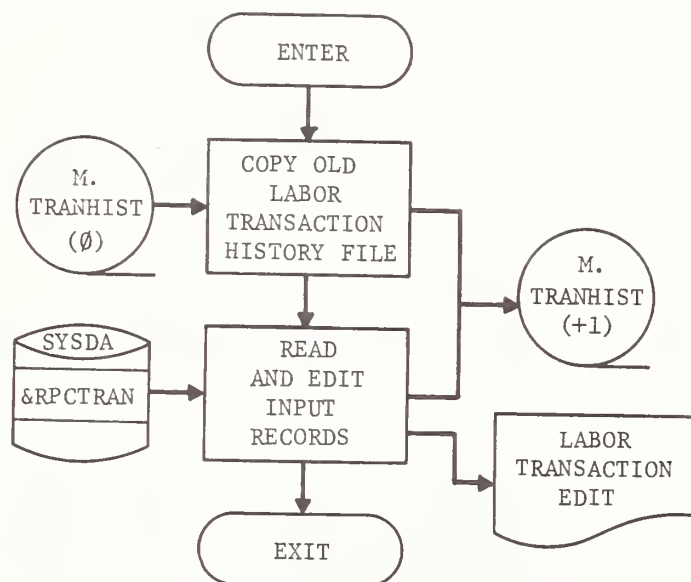 ENTER
M.
TRANHIST
(Ø)
COPY OLD
LABOR
TRANSACTION
HISTORY FILE
M.
TRANHIST
(+1)
SYSDA
&RPCTRAN
READ
AND EDIT
INPUT
RECORDS
LABOR
TRANSACTION
EDIT
EXIT